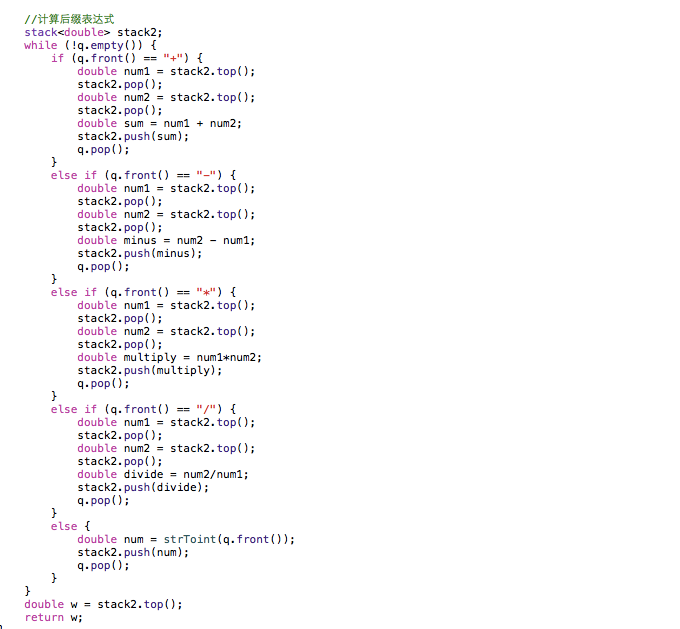 //计算后缀表达式
stack<double> stack2;
while (!q.empty()) {
    if (q.front() == "+") {
        double num1 = stack2.top();
        stack2.pop();
        double num2 = stack2.top();
        stack2.pop();
        double sum = num1 + num2;
        stack2.push(sum);
        q.pop();
    }
    else if (q.front() == "-") {
        double num1 = stack2.top();
        stack2.pop();
        double num2 = stack2.top();
        stack2.pop();
        double minus = num2 - num1;
        stack2.push(minus);
        q.pop();
    }
    else if (q.front() == "*") {
        double num1 = stack2.top();
        stack2.pop();
        double num2 = stack2.top();
        stack2.pop();
        double multiply = num1*num2;
        stack2.push(multiply);
        q.pop();
    }
    else if (q.front() == "/") {
        double num1 = stack2.top();
        stack2.pop();
        double num2 = stack2.top();
        stack2.pop();
        double divide = num2/num1;
        stack2.push(divide);
        q.pop();
    }
    else {
        double num = strToint(q.front());
        stack2.push(num);
        q.pop();
    }
}
double w = stack2.top();
return w;